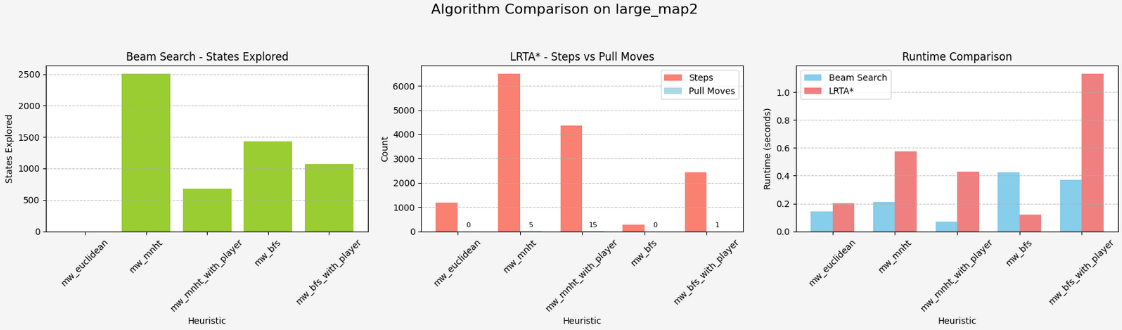 Algorithm Comparison on large_map2
Beam Search - States Explored
States Explored
2500
2000
1500
1000
500
0
mw_euclidean
mw_mnht
mw_mnht_with_player
mw_bfs
mw_bfs_with_player
Heuristic
LRTA* - Steps vs Pull Moves
Steps
Pull Moves
Count
6000
5000
4000
3000
2000
1000
0
0
5
15
0
1
mw_euclidean
mw_mnht
mw_mnht_with_player
mw_bfs
mw_bfs_with_player
Heuristic
Runtime Comparison
Beam Search
LRTA*
Runtime (seconds)
1.0
0.8
0.6
0.4
0.2
0.0
mw_euclidean
mw_mnht
mw_mnht_with_player
mw_bfs
mw_bfs_with_player
Heuristic